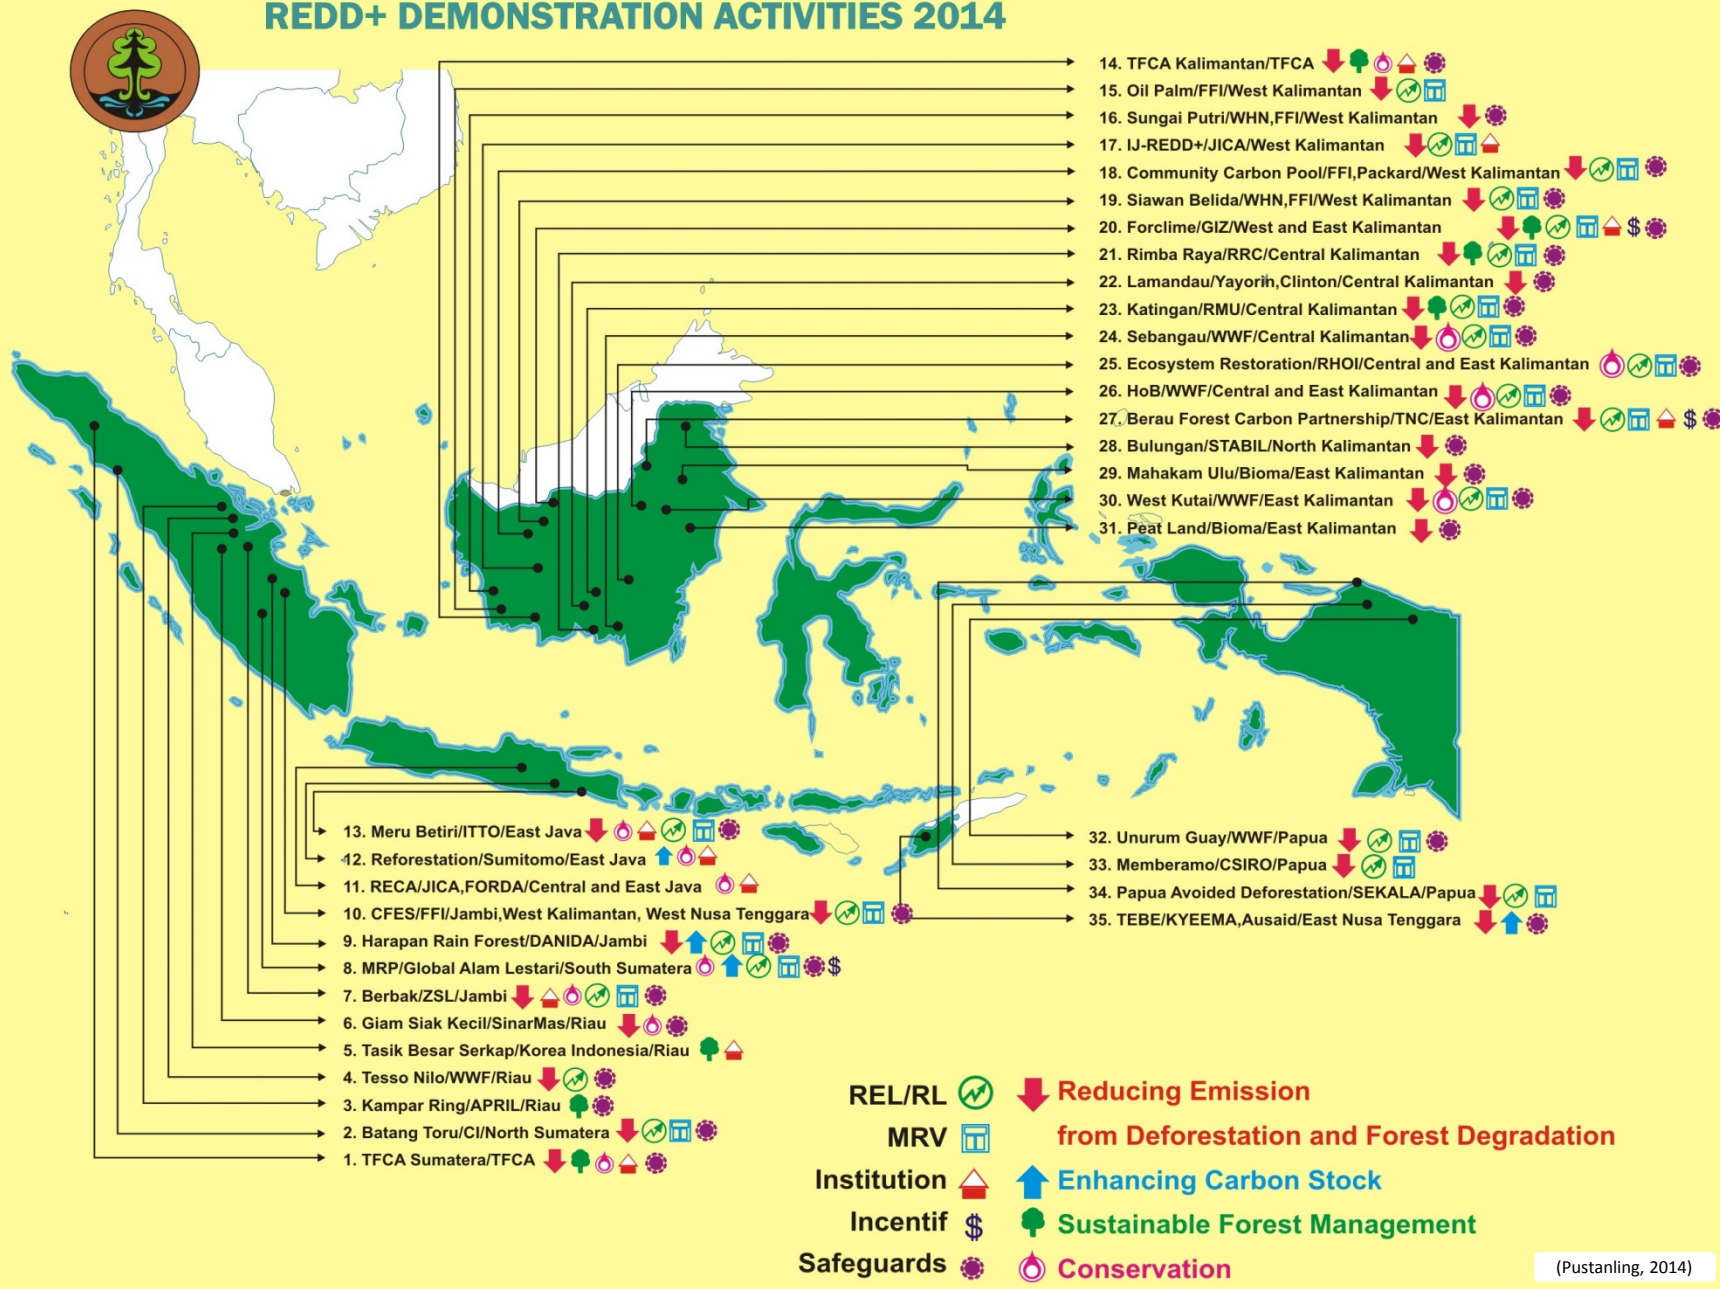 REDD+ DEMONSTRATION ACTIVITIES 2014
14. TFCA Kalimantan/TFCA
15. Oil Palm/FFI/West Kalimantan
16. Sungai Putri/WHN,FFI/West Kalimantan
17. IJ-REDD+/JICA/West Kalimantan
18. Community Carbon Pool/FFI,Packard/West Kalimantan
19. Siawan Belida/WHN,FFI/West Kalimantan
20. Forclime/GIZ/West and East Kalimantan $
21. Rimba Raya/RRC/Central Kalimantan
22. Lamandau/Yayorin,Clinton/Central Kalimantan
23. Katingan/RMU/Central Kalimantan
24. Sebangau/WWF/Central Kalimantan
25. Ecosystem Restoration/RHOI/Central and East Kalimantan
26. HoB/WWF/Central and East Kalimantan
27. Berau Forest Carbon Partnership/TNC/East Kalimantan $
28. Bulungan/STABIL/North Kalimantan
29. Mahakam Ulu/Bioma/East Kalimantan
30. West Kutai/WWF/East Kalimantan
31. Peat Land/Bioma/East Kalimantan
13. Meru Betiri/ITTO/East Java
12. Reforestation/Sumitomo/East Java
11. RECA/JICA,FORDA/Central and East Java
10. CFES/FFI/Jambi,West Kalimantan, West Nusa Tenggara
9. Harapan Rain Forest/DANIDA/Jambi
8. MRP/Global Alam Lestari/South Sumatera $
7. Berbak/ZSL/Jambi
6. Giam Siak Kecil/SinarMas/Riau
5. Tasik Besar Serkap/Korea Indonesia/Riau
4. Tesso Nilo/WWF/Riau
3. Kampar Ring/APRIL/Riau
2. Batang Toru/CI/North Sumatera
1. TFCA Sumatera/TFCA
32. Unurum Guay/WWF/Papua
33. Memberamo/CSIRO/Papua
34. Papua Avoided Deforestation/SEKALA/Papua
35. TEBE/KYEEMA,Ausaid/East Nusa Tenggara
REL/RL
MRV
Institution
Incentif $
Safeguards
Reducing Emission
from Deforestation and Forest Degradation
Enhancing Carbon Stock
Sustainable Forest Management
Conservation
(Pustanling, 2014)